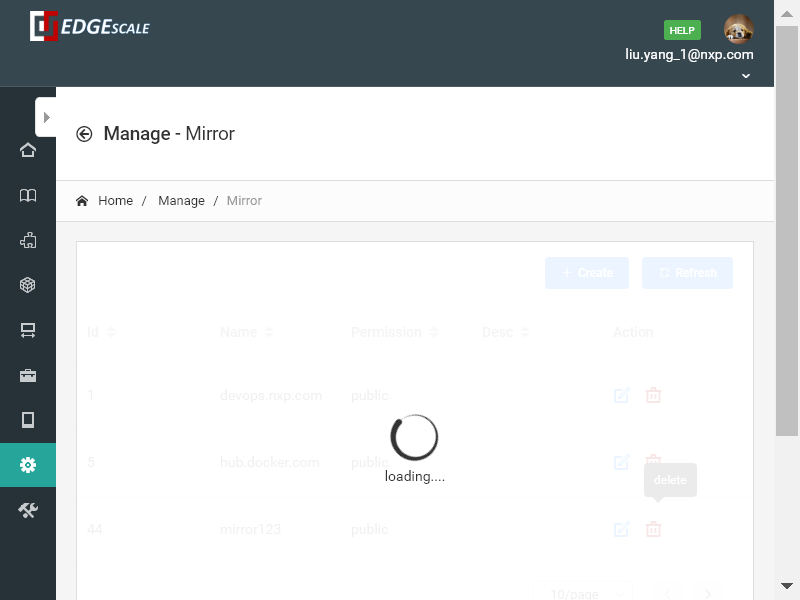 EDGESCALE
HELP
liu.yang_1@nxp.com
Manage - Mirror
Home / Manage / Mirror
+ Create Refresh
Id Name Permission Desc Action
1 devops.nxp.com public
loading....
5 hub.docker.com public
delete
44 mirror123 public
10/page